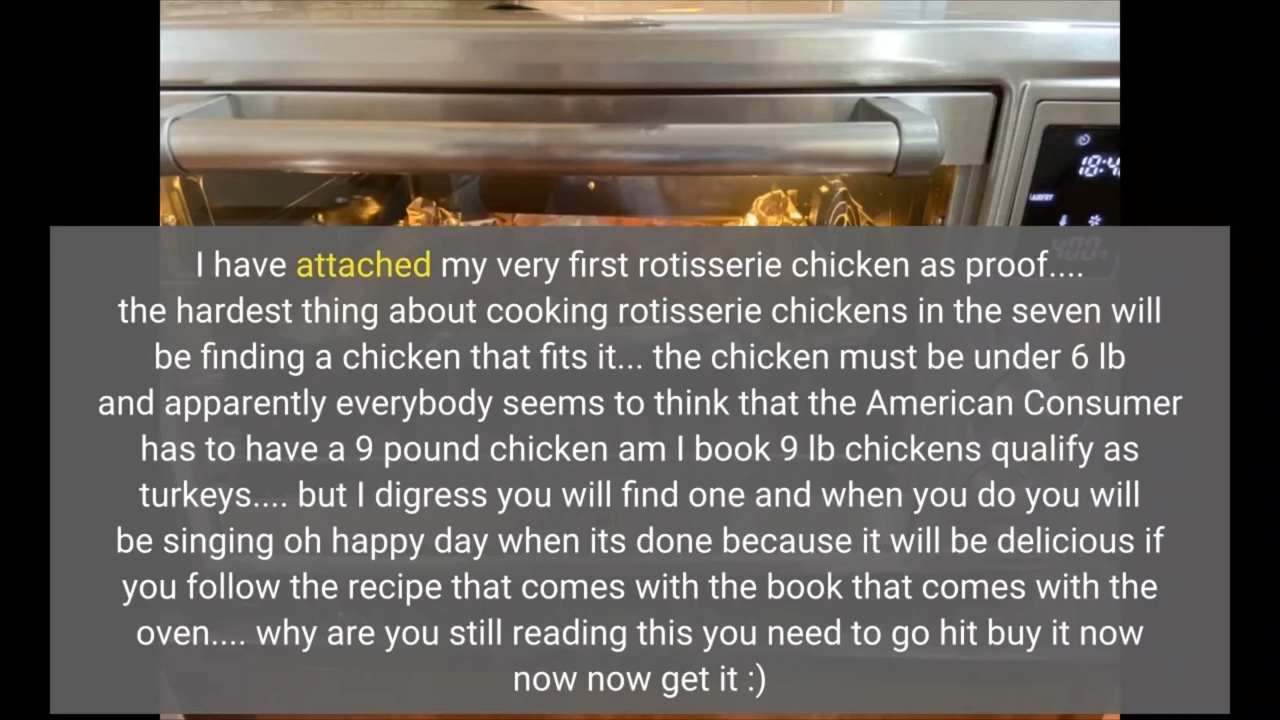 18:4
AIRFRY
400
I have attached my very first rotisserie chicken as proof....
the hardest thing about cooking rotisserie chickens in the seven will
be finding a chicken that fits it... the chicken must be under 6 lb
and apparently everybody seems to think that the American Consumer
has to have a 9 pound chicken am I book 9 lb chickens qualify as
turkeys.... but I digress you will find one and when you do you will
be singing oh happy day when its done because it will be delicious if
you follow the recipe that comes with the book that comes with the
oven.... why are you still reading this you need to go hit buy it now
now now get it :)